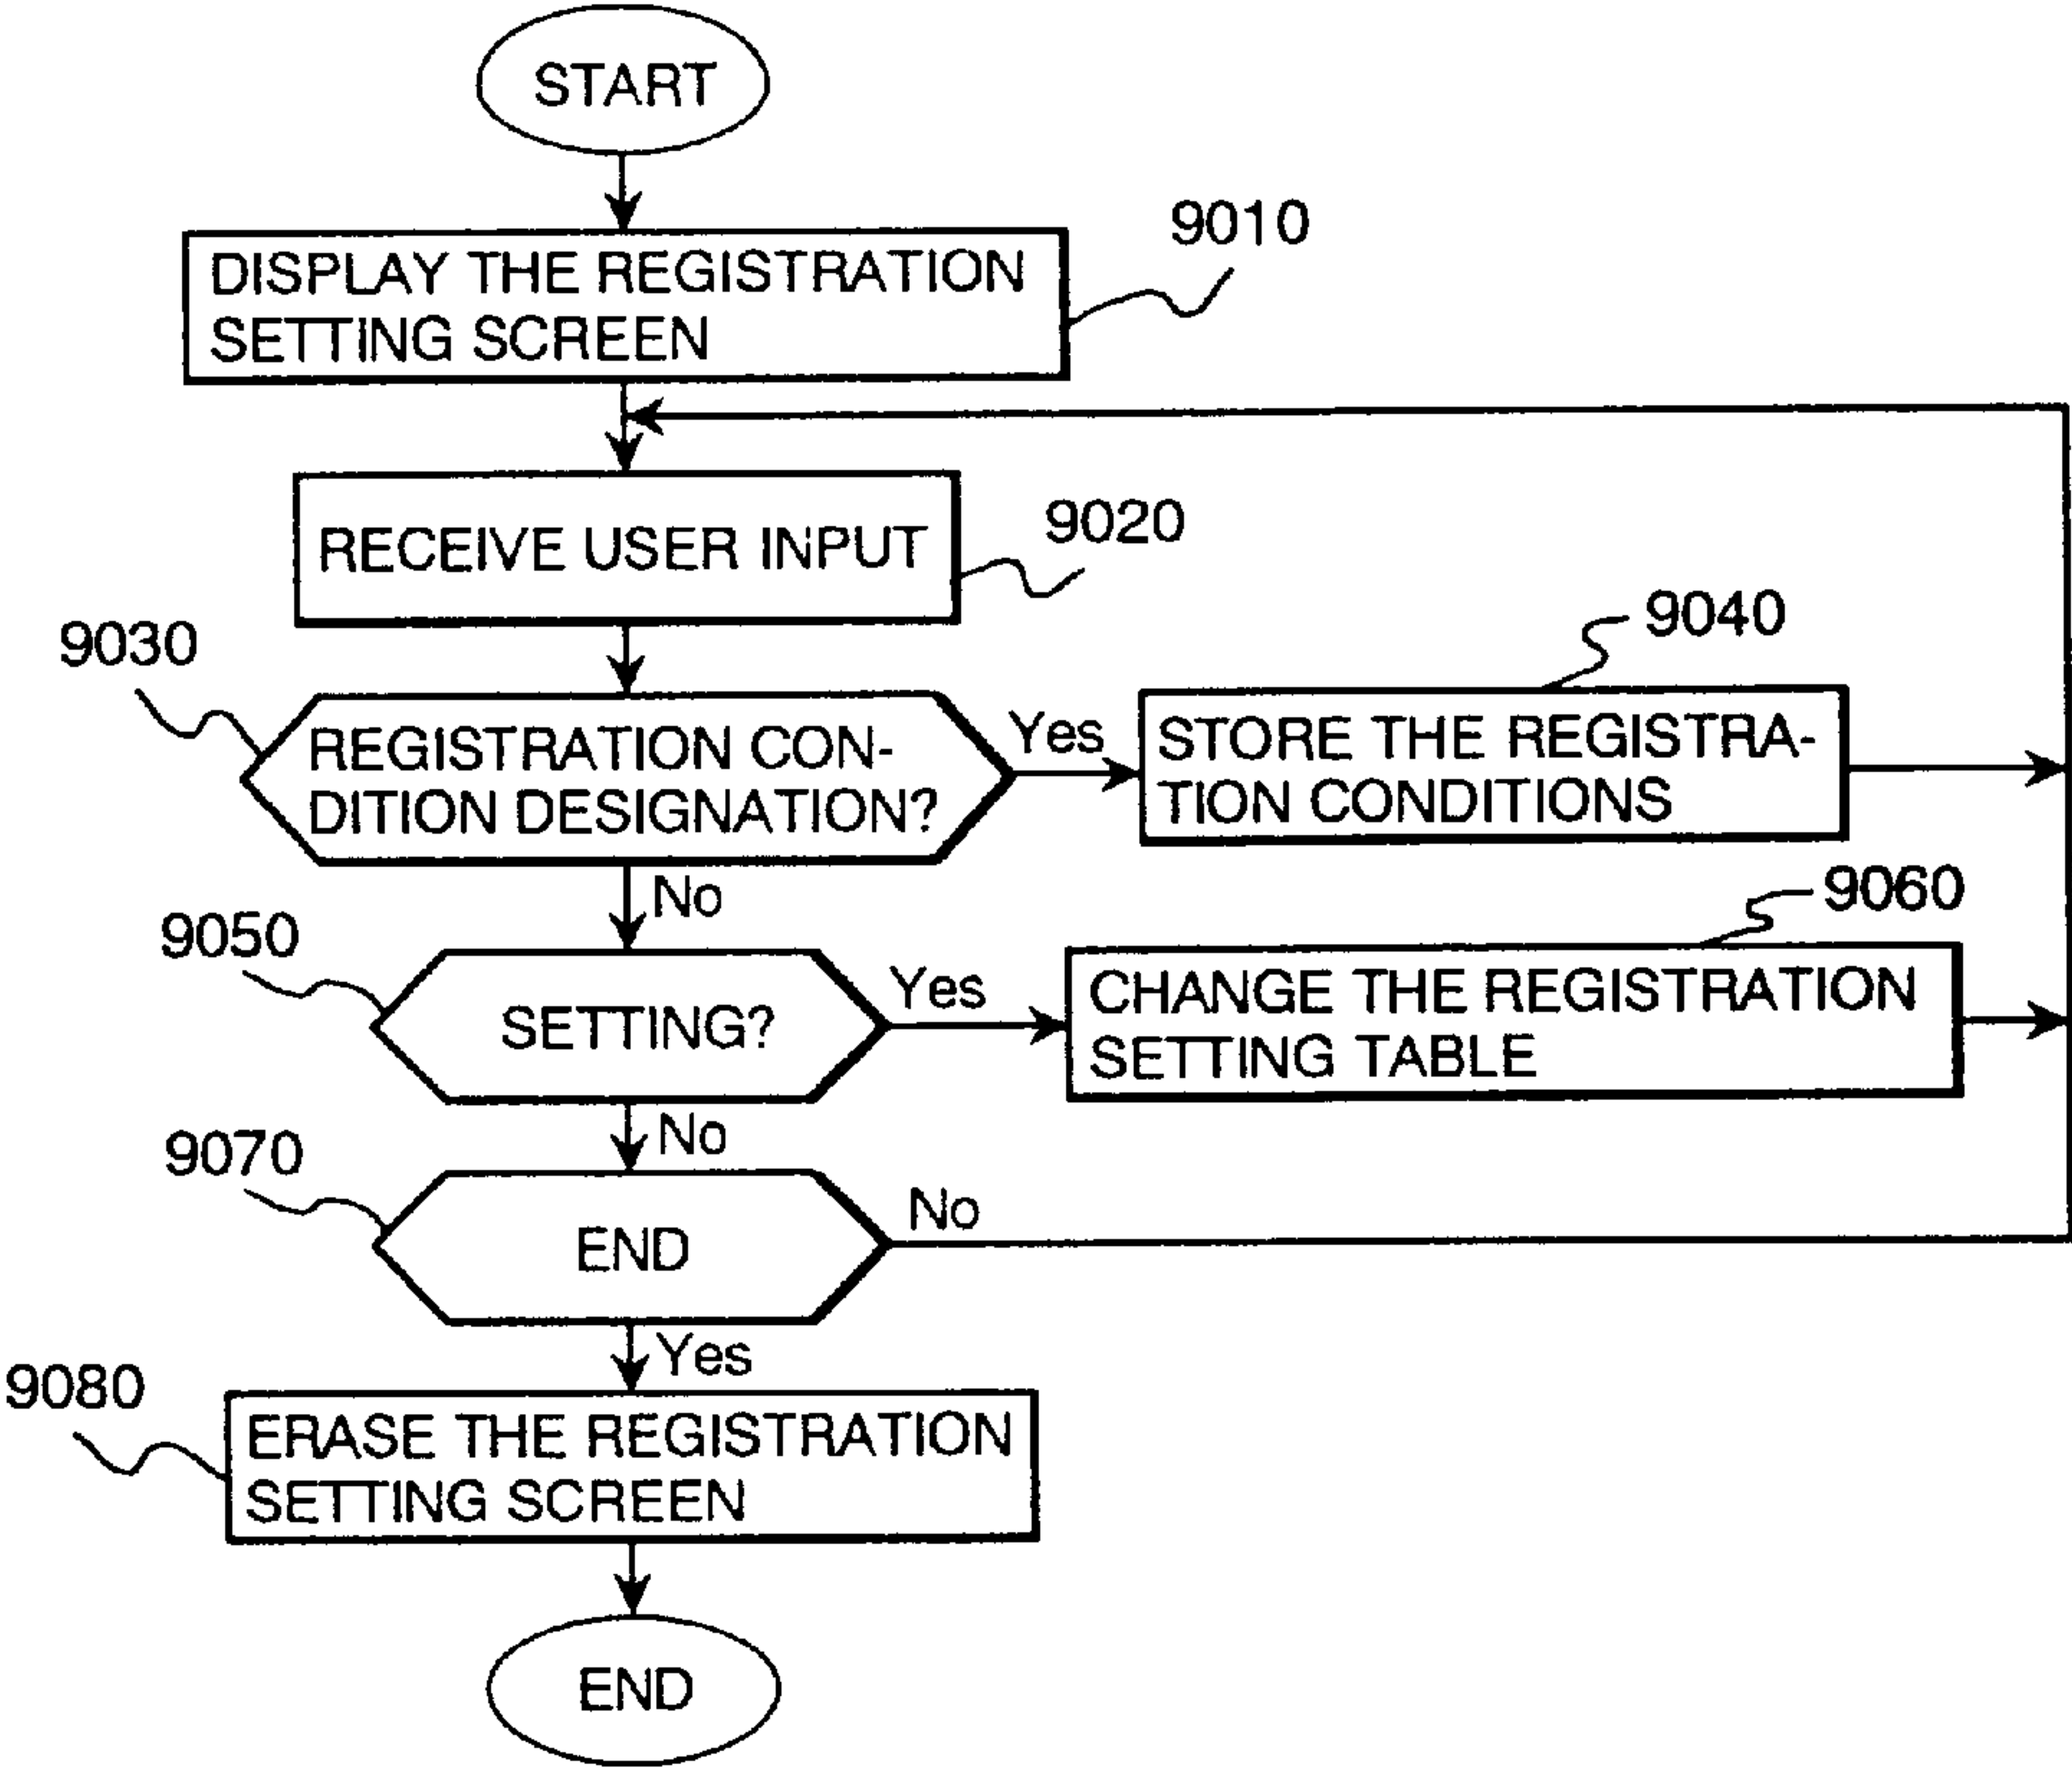 START
9010
DISPLAY THE REGISTRATION
SETTING SCREEN
RECEIVE USER INPUT
9020
9030
REGISTRATION CON-
DITION DESIGNATION?
Yes
9040
STORE THE REGISTRA-
TION CONDITIONS
No
9050
SETTING?
Yes
9060
CHANGE THE REGISTRATION
SETTING TABLE
No
9070
END
No
Yes
9080
ERASE THE REGISTRATION
SETTING SCREEN
END